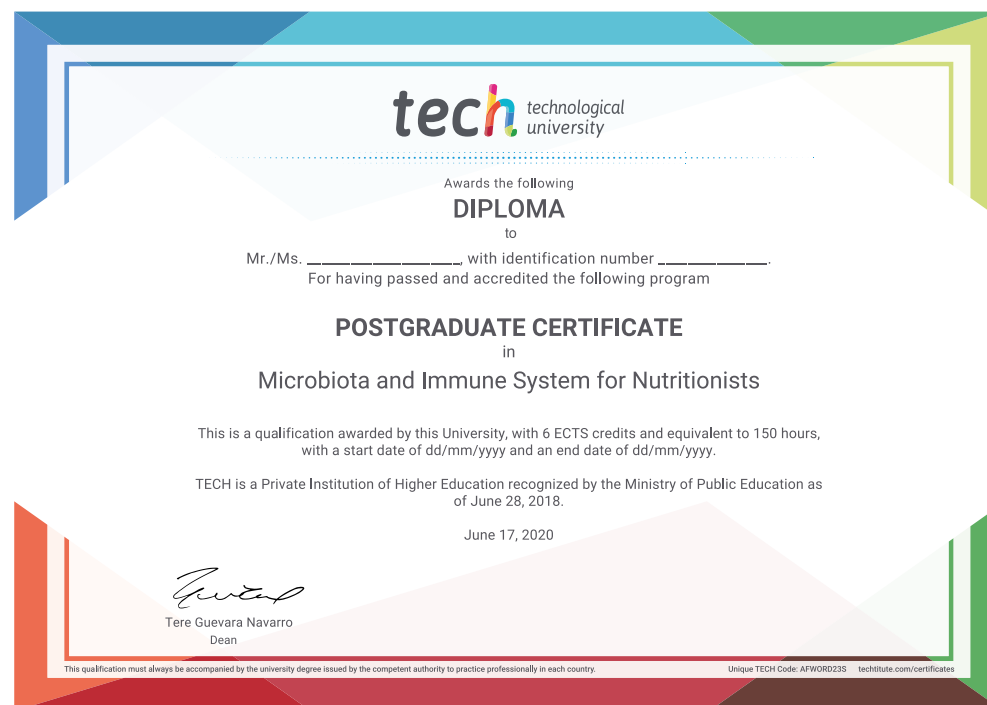 tech technological
university
Awards the following
DIPLOMA
to
Mr./Ms. ____________________, with identification number ______________.
For having passed and accredited the following program
POSTGRADUATE CERTIFICATE
in
Microbiota and Immune System for Nutritionists
This is a qualification awarded by this University, with 6 ECTS credits and equivalent to 150 hours,
with a start date of dd/mm/yyyy and an end date of dd/mm/yyyy.
TECH is a Private Institution of Higher Education recognized by the Ministry of Public Education as
of June 28, 2018.
June 17, 2020
Tere Guevara Navarro
Dean
This qualification must always be accompanied by the university degree issued by the competent authority to practice professionally in each country.
Unique TECH Code: AFWORD23S techtitute.com/certificates